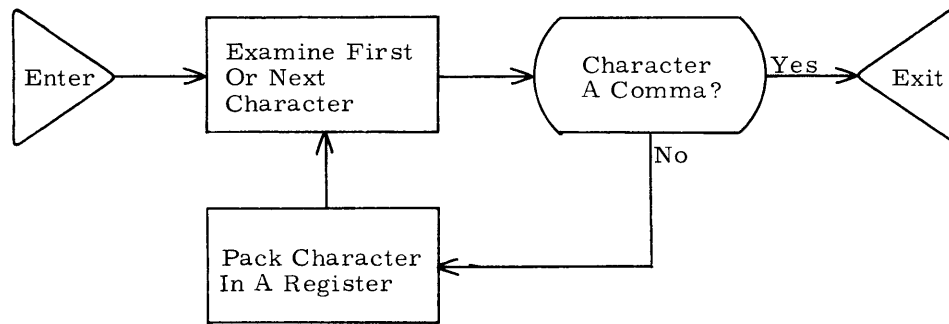 Enter
Examine First
Or Next
Character
Character
A Comma?
Yes
Exit
No
Pack Character
In A Register